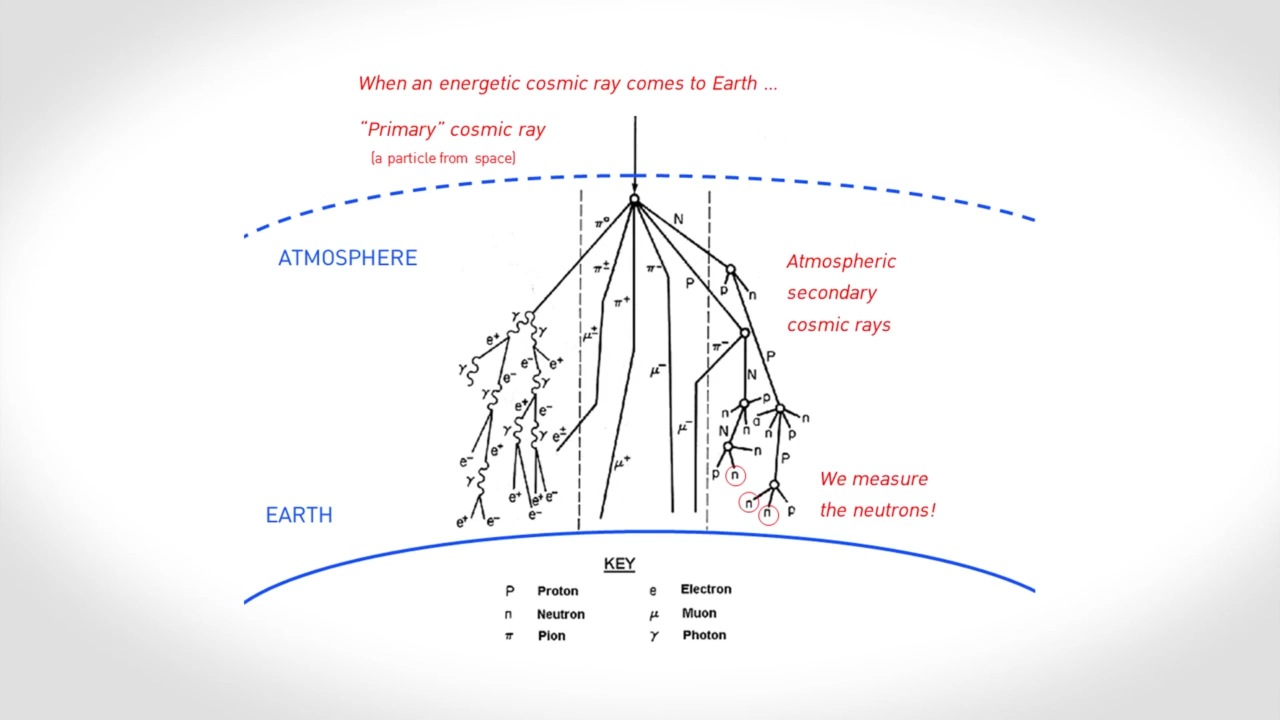 When an energetic cosmic ray comes to Earth ...
"Primary" cosmic ray
(a particle from space)
ATMOSPHERE
π° N
π± π⁻ P p n
π⁺
Atmospheric
secondary
cosmic rays
γ γ
e⁺ μ± π⁻ P
γ e⁻ e⁻ e⁺ μ⁻ N
γ γ
e⁺ e⁻ n p n d n p n
γ γ e± μ⁻ N
e⁻ e⁺ μ⁺ n P
γ p n
We measure
the neutrons!
e⁺ e⁺ e⁻ n
e⁺ e⁻ e⁻ n p
EARTH
KEY
P Proton e Electron
n Neutron μ Muon
π Pion γ Photon